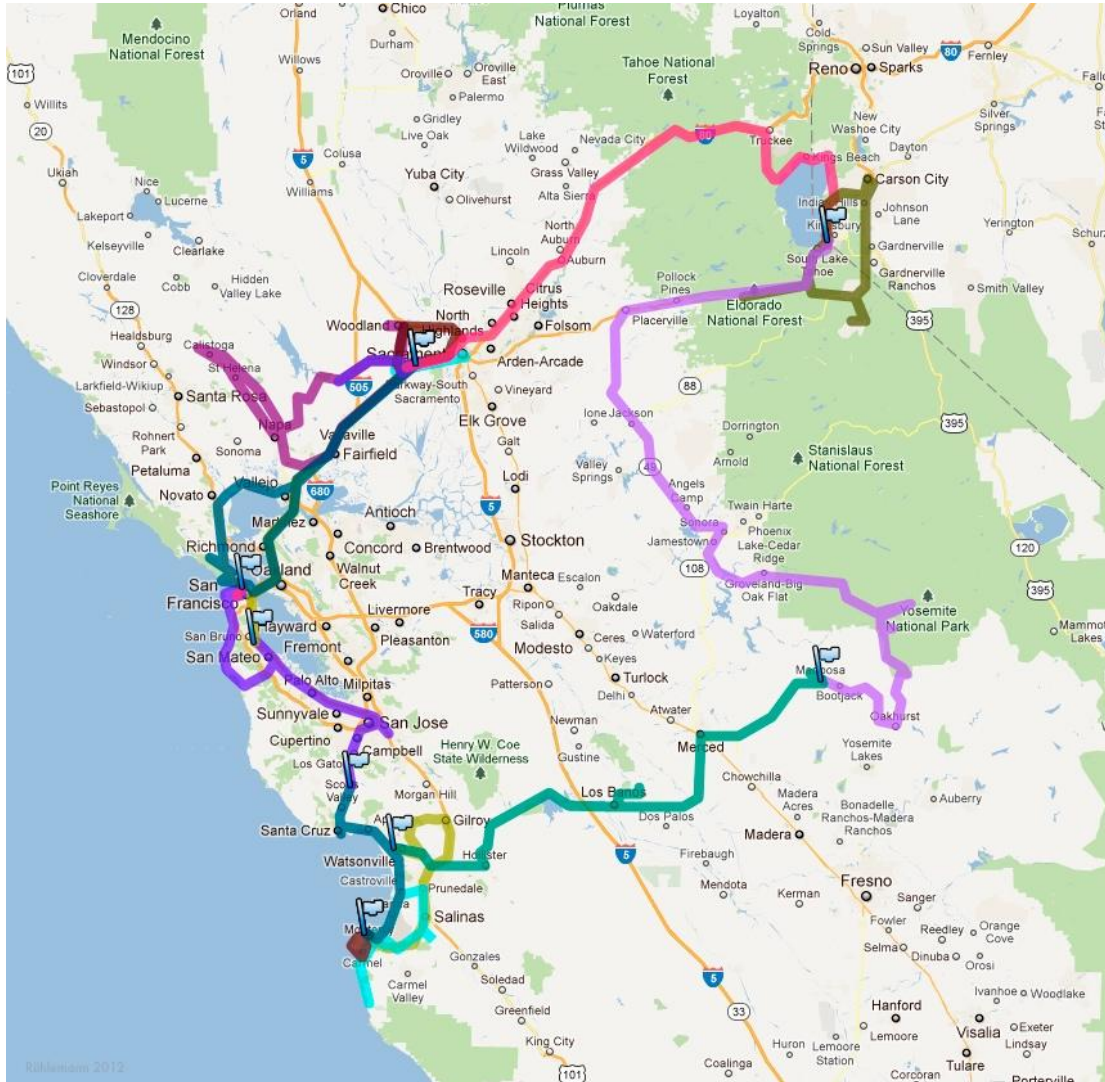 Chico
Plumas
National Forest
Loyalton
Orland
Mendocino
National Forest
Durham
Cold
Springs
Sun Valley
80
Fernley
101
Willows
Oroville
Oroville
East
Tahoe National
Forest
Reno
Sparks
Willits
Palermo
20
Gridley
Live Oak
Lake
Wildwood
Nevada City
80
Truckee
New
Washoe City
Silver
Springs
5
Colusa
Grass Valley
Kings Beach
Dayton
Ukiah
Williams
Yuba City
Alta Sierra
Carson City
Nice
Lucerne
Olivehurst
Indian Hills
Johnson
Lane
Lakeport
Yerington
Kelseyville
Clearlake
North
Auburn
Kingsbury
Cloverdale
Cobb
Hidden
Valley Lake
Lincoln
Auburn
South Lake
Tahoe
Gardnerville
Gardnerville
Ranchos
Smith Valley
128
Roseville
Citrus
Heights
Pollock
Pines
Eldorado
National Forest
Healdsburg
Woodland
North
Highlands
Folsom
Placerville
395
Windsor
Calistoga
St Helena
Arden-Arcade
Larkfield-Wikiup
Santa Rosa
505
Parkway-South
Sacramento
Vineyard
88
Sebastopol
Elk Grove
Ione
Jackson
Rohnert
Park
Napa
Sonoma
Vacaville
Galt
Dorrington
395
Petaluma
Fairfield
Valley
Springs
49
Arnold
Stanislaus
National Forest
Point Reyes
National
Seashore
Novato
Vallejo
680
Lodi
Angels
Camp
Martinez
Antioch
5
Twain Harte
Richmond
Concord
Brentwood
Stockton
Sonora
Jamestown
Phoenix
Lake-Cedar
Ridge
120
Oakland
Walnut
Creek
Manteca
Escalon
108
Groveland-Big
Oak Flat
San
Francisco
Tracy
Ripon
Salida
Oakdale
Yosemite
National Park
395
Livermore
580
Hayward
Pleasanton
Ceres
Waterford
San Bruno
Fremont
Modesto
Keyes
San Mateo
Turlock
Mariposa
Bootjack
Palo Alto
Milpitas
Patterson
Delhi
Sunnyvale
San Jose
Newman
Atwater
Oakhurst
Cupertino
Campbell
Henry W. Coe
State Wilderness
Gustine
Merced
Yosemite
Lakes
Scotts
Valley
Morgan Hill
Los Banos
Chowchilla
Madera
Acres
Bonadelle
Ranchos-Madera
Ranchos
Auberry
Santa Cruz
Gilroy
Dos Palos
Madera
Watsonville
Hollister
5
Firebaugh
Castroville
Prunedale
Mendota
Kerman
Fresno
Sanger
Salinas
Fowler
Reedley
Orange
Cove
Monterey
Selma
Dinuba
Orosi
Carmel
Gonzales
Carmel
Valley
Soledad
5
Ivanhoe
Woodlake
Greenfield
33
Hanford
Visalia
Exeter
Lemoore
Lindsay
King City
Huron
Lemoore
Station
Tulare
101
Coalinga
Corcoran
Porterville
Rühlemann 2012